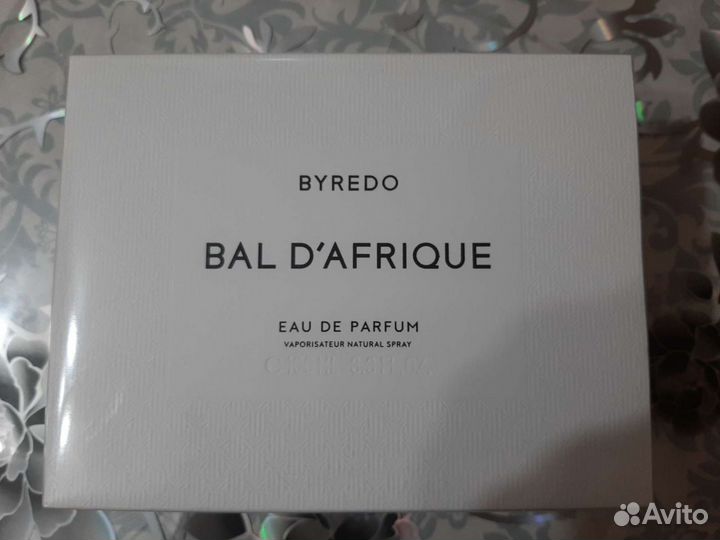 BYREDO
BAL D'AFRIQUE
EAU DE PARFUM
VAPORISATEUR NATURAL SPRAY
Avito